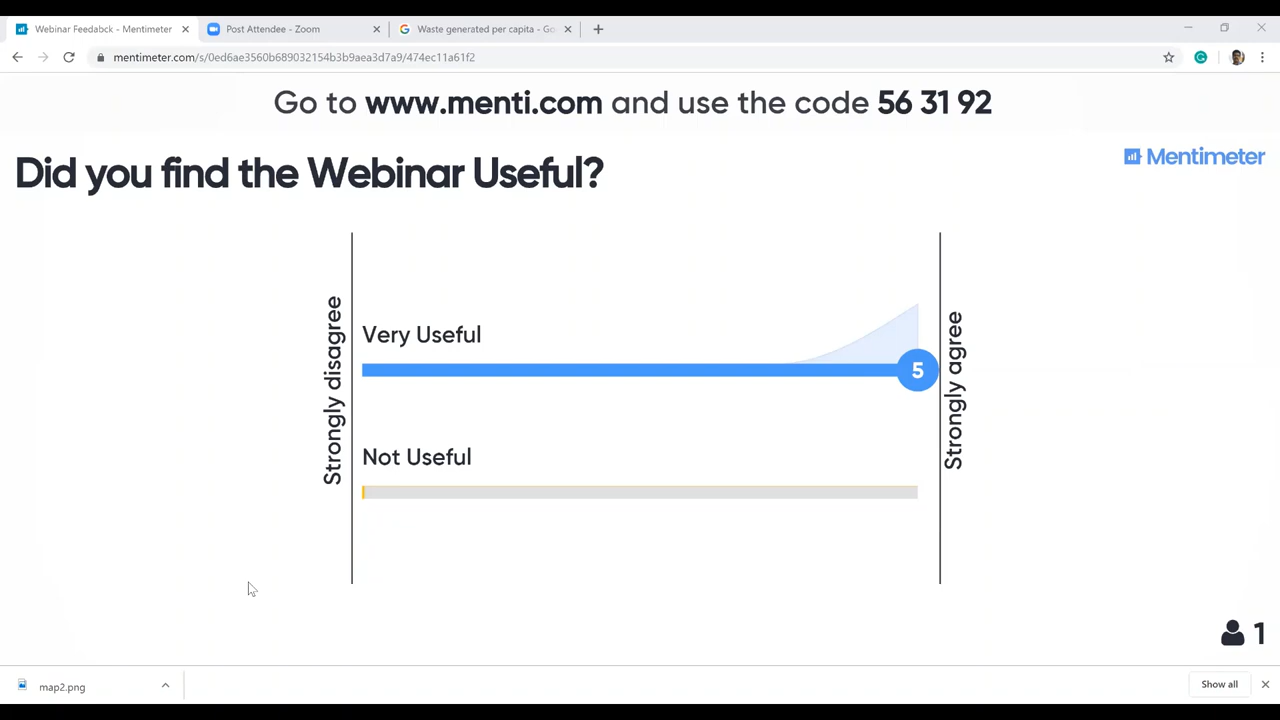 Webinar Feedabck - Mentimeter
Post Attendee - Zoom
Waste generated per capita - Go
mentimeter.com/s/0ed6ae3560b689032154b3b9aea3d7a9/474ec11a61f2
Go to www.menti.com and use the code 56 31 92
Did you find the Webinar Useful?
Mentimeter
Strongly disagree
Very Useful
5
Not Useful
Strongly agree
1
map2.png
Show all